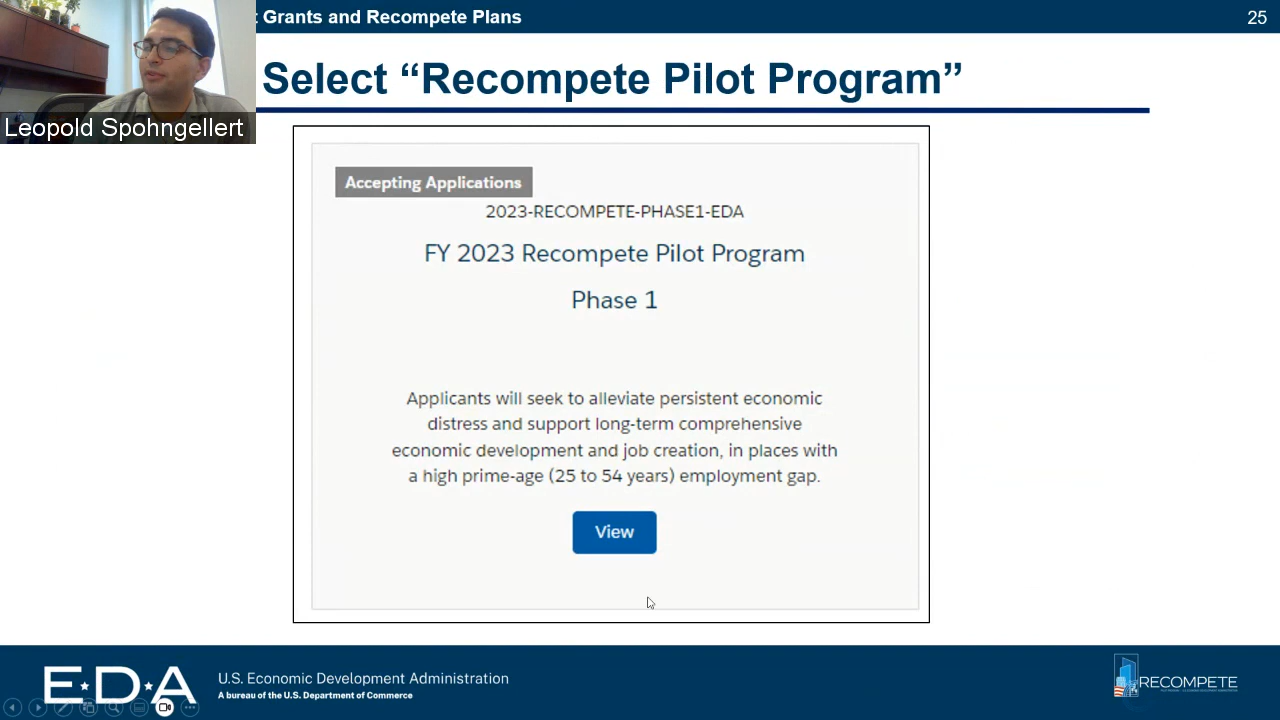 t Grants and Recompete Plans
25
Select “Recompete Pilot Program”
Leopold Spohngellert
Accepting Applications
2023-RECOMPETE-PHASE1-EDA
FY 2023 Recompete Pilot Program
Phase 1
Applicants will seek to alleviate persistent economic
distress and support long-term comprehensive
economic development and job creation, in places with
a high prime-age (25 to 54 years) employment gap.
View
EDA
U.S. Economic Development Administration
A bureau of the U.S. Department of Commerce
RECOMPETE